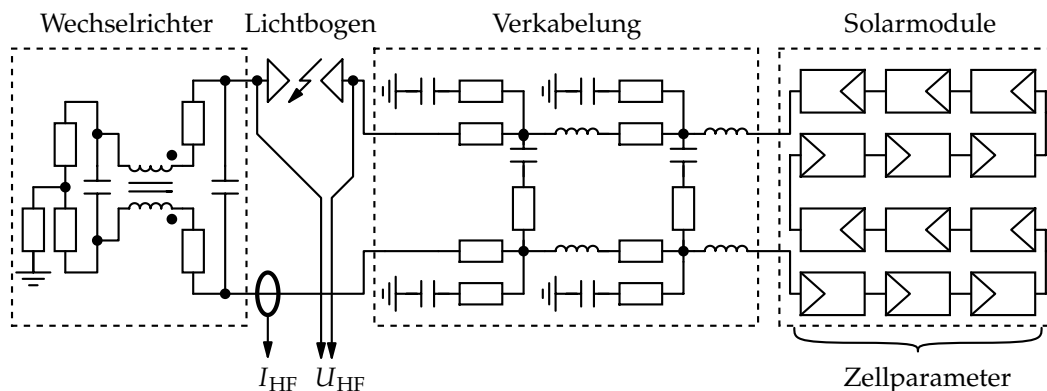 Wechselrichter Lichtbogen Verkabelung Solarmodule
I_HF U_HF Zellparameter